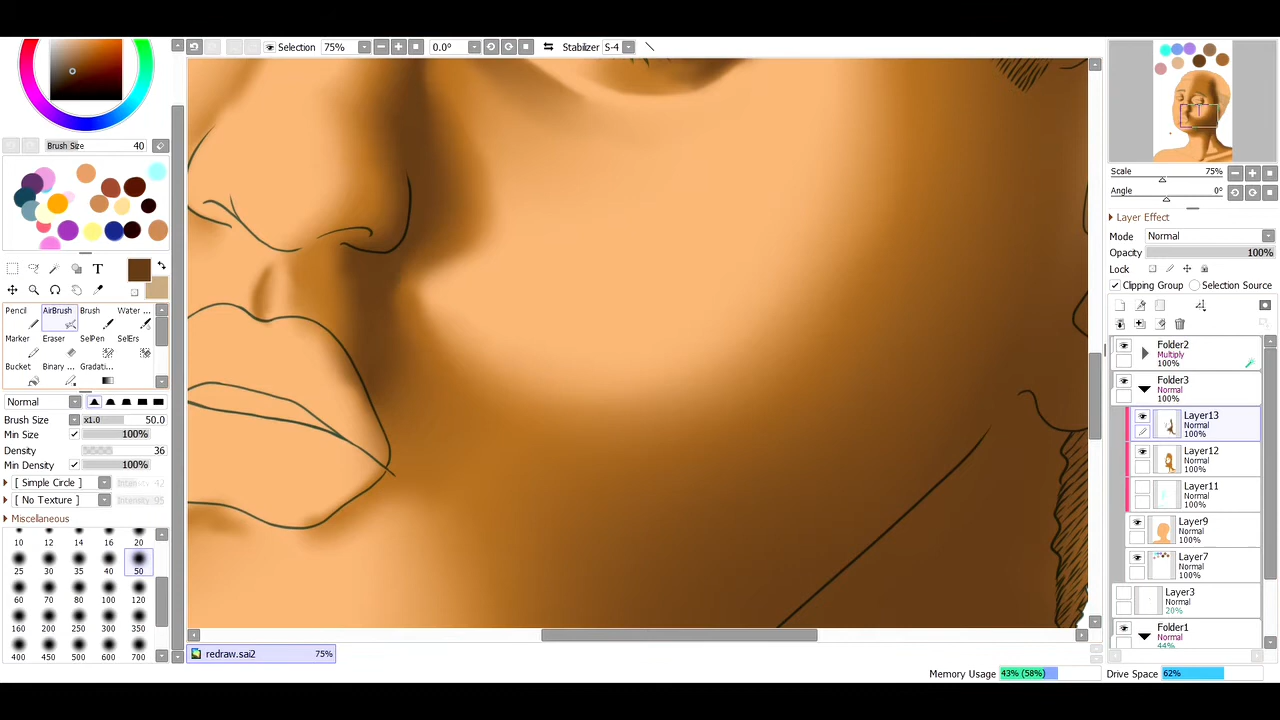 Selection 75% 0.0° Stabilizer S-4
Brush Size 40
T
Pencil AirBrush Brush Water ...
Marker Eraser SelPen SelErs
Bucket Binary ... Gradati...
Normal
Brush Size x1.0 50.0
Min Size 100%
Density 36
Min Density 100%
[ Simple Circle ] Intens 42
[ No Texture ] Intensity 95
Miscellaneous
10 12 14 16 20
25 30 35 40 50
60 70 80 100 120
160 200 250 300 350
400 450 500 600 700
redraw.sai2 75%
Scale 75%
Angle 0°
Layer Effect
Mode Normal
Opacity 100%
Lock
Clipping Group Selection Source
Folder2
Multiply
100%
Folder3
Normal
100%
Layer13
Normal
100%
Layer12
Normal
100%
Layer11
Normal
100%
Layer9
Normal
100%
Layer7
Normal
100%
Layer3
Normal
20%
Folder1
Normal
44%
Memory Usage 43% (58%) Drive Space 62%